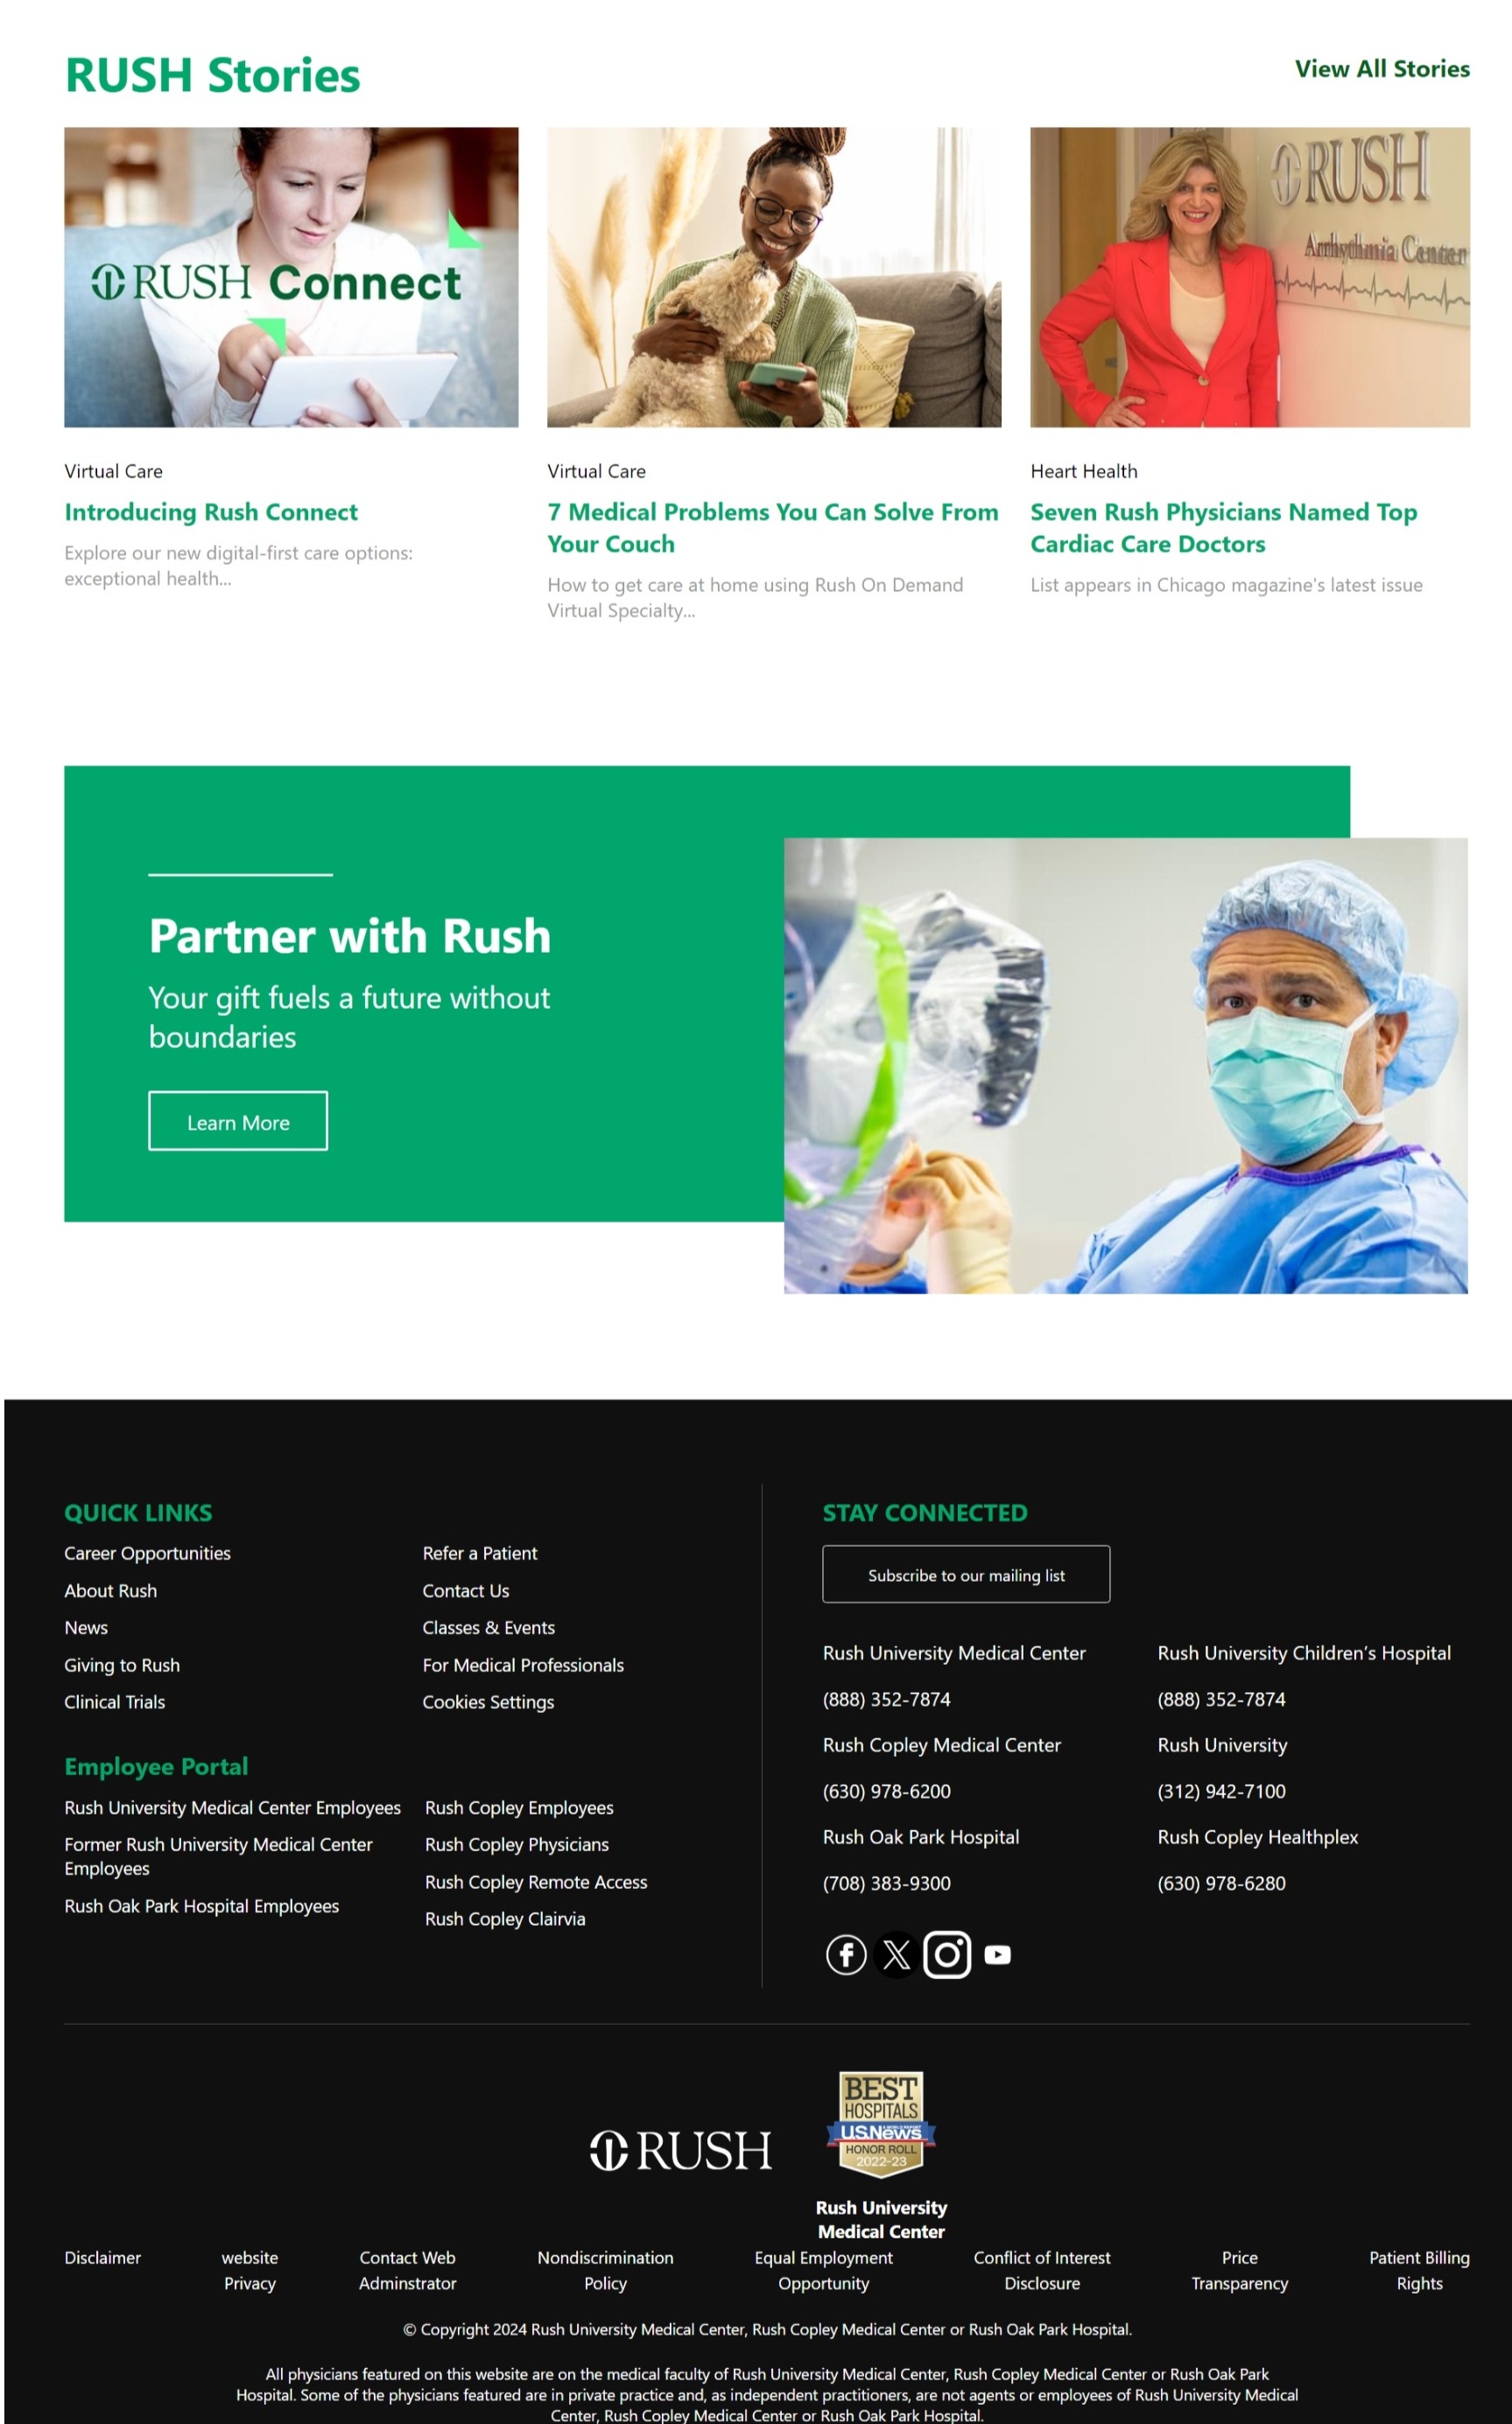 RUSH Stories
View All Stories
RUSH Connect
RUSH
Arrhythmia Center
Virtual Care
Introducing Rush Connect
Explore our new digital-first care options:
exceptional health...
Virtual Care
7 Medical Problems You Can Solve From
Your Couch
How to get care at home using Rush On Demand
Virtual Specialty...
Heart Health
Seven Rush Physicians Named Top
Cardiac Care Doctors
List appears in Chicago magazine's latest issue
Partner with Rush
Your gift fuels a future without
boundaries
Learn More
QUICK LINKS
Career Opportunities
About Rush
News
Giving to Rush
Clinical Trials
Refer a Patient
Contact Us
Classes & Events
For Medical Professionals
Cookies Settings
Employee Portal
Rush University Medical Center Employees
Former Rush University Medical Center
Employees
Rush Oak Park Hospital Employees
Rush Copley Employees
Rush Copley Physicians
Rush Copley Remote Access
Rush Copley Clairvia
STAY CONNECTED
Subscribe to our mailing list
Rush University Medical Center
(888) 352-7874
Rush Copley Medical Center
(630) 978-6200
Rush Oak Park Hospital
(708) 383-9300
Rush University Children’s Hospital
(888) 352-7874
Rush University
(312) 942-7100
Rush Copley Healthplex
(630) 978-6280
RUSH
BEST
HOSPITALS
U.S.News
HONOR ROLL
2022-23
Rush University
Medical Center
Disclaimer
website
Privacy
Contact Web
Adminstrator
Nondiscrimination
Policy
Equal Employment
Opportunity
Conflict of Interest
Disclosure
Price
Transparency
Patient Billing
Rights
© Copyright 2024 Rush University Medical Center, Rush Copley Medical Center or Rush Oak Park Hospital.
All physicians featured on this website are on the medical faculty of Rush University Medical Center, Rush Copley Medical Center or Rush Oak Park
Hospital. Some of the physicians featured are in private practice and, as independent practitioners, are not agents or employees of Rush University Medical
Center, Rush Copley Medical Center or Rush Oak Park Hospital.